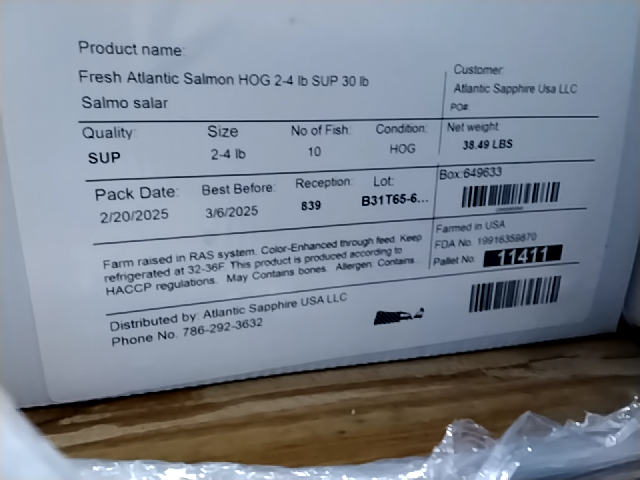 Product name:
Fresh Atlantic Salmon HOG 2-4 lb SUP 30 lb
Salmo salar
Customer
Atlantic Sapphire Usa LLC
PO#:
Quality: Size No of Fish: Condition: Net weight
SUP 2-4 lb 10 HOG 38.49 LBS
Pack Date: Best Before: Reception: Lot: Box:649633
2/20/2025 3/6/2025 839 B31T65-6...
Farm raised in RAS system. Color-Enhanced through feed. Keep
refrigerated at 32-36F. This product is produced according to
HACCP regulations. May Contains bones. Allergen: Contains
Farmed in USA
FDA No. 19916359870
Pallet No. 11411
Distributed by: Atlantic Sapphire USA LLC
Phone No. 786-292-3632